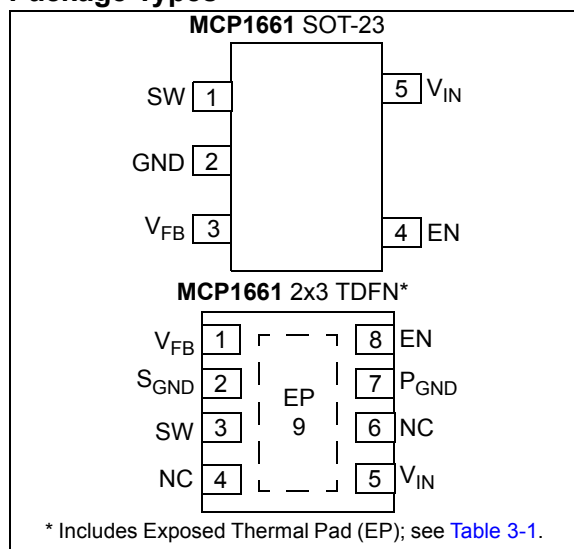 Package Types
MCP1661 SOT-23
SW 1
5 VIN
GND 2
VFB 3
4 EN
MCP1661 2x3 TDFN*
VFB 1
8 EN
SGND 2
EP
7 PGND
SW 3
9
6 NC
NC 4
5 VIN
* Includes Exposed Thermal Pad (EP); see Table 3-1.